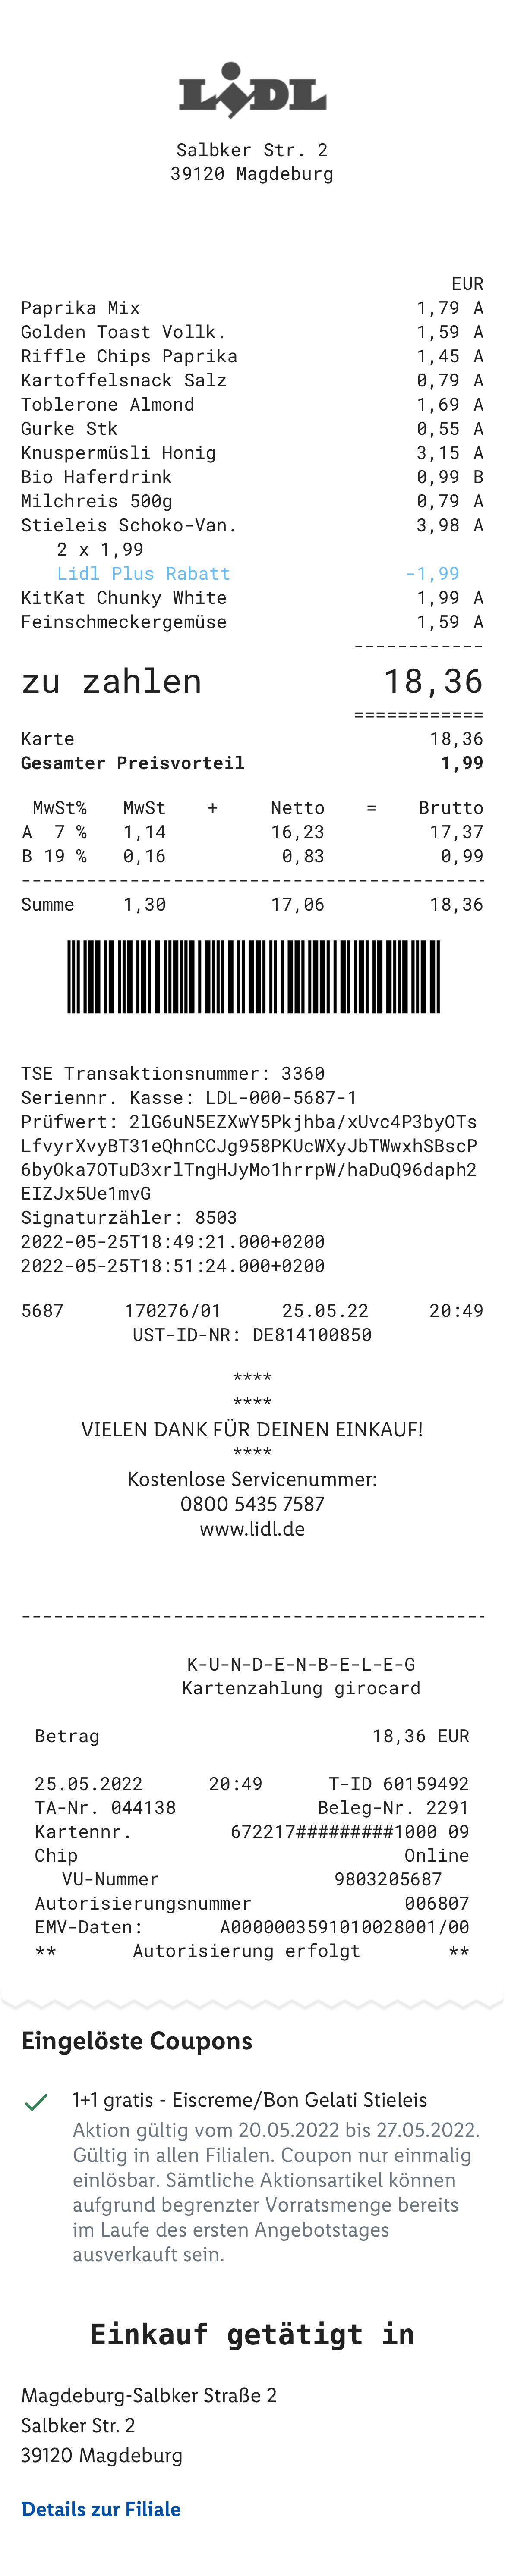 LIDL
Salbker Str. 2
39120 Magdeburg
EUR
Paprika Mix 1,79 A
Golden Toast Vollk. 1,59 A
Riffle Chips Paprika 1,45 A
Kartoffelsnack Salz 0,79 A
Toblerone Almond 1,69 A
Gurke Stk 0,55 A
Knuspermüsli Honig 3,15 A
Bio Haferdrink 0,99 B
Milchreis 500g 0,79 A
Stieleis Schoko-Van. 3,98 A
2 x 1,99
Lidl Plus Rabatt -1,99
KitKat Chunky White 1,99 A
Feinschmeckergemüse 1,59 A
------------
zu zahlen 18,36
============
Karte 18,36
Gesamter Preisvorteil 1,99
MwSt% MwSt + Netto = Brutto
A 7 % 1,14 16,23 17,37
B 19 % 0,16 0,83 0,99
-------------------------------------------
Summe 1,30 17,06 18,36
TSE Transaktionsnummer: 3360
Seriennr. Kasse: LDL-000-5687-1
Prüfwert: 2lG6uN5EZXwY5Pkjhba/xUvc4P3byOTs
LfvyrXvyBT31eQhnCCJg958PKUcWXyJbTWwxhSBscP
6byOka7OTuD3xrlTngHJyMo1hrrpW/haDuQ96daph2
EIZJx5Ue1mvG
Signaturzähler: 8503
2022-05-25T18:49:21.000+0200
2022-05-25T18:51:24.000+0200
5687 170276/01 25.05.22 20:49
UST-ID-NR: DE814100850
****
****
VIELEN DANK FÜR DEINEN EINKAUF!
****
Kostenlose Servicenummer:
0800 5435 7587
www.lidl.de
-------------------------------------------
K-U-N-D-E-N-B-E-L-E-G
Kartenzahlung girocard
Betrag 18,36 EUR
25.05.2022 20:49 T-ID 60159492
TA-Nr. 044138 Beleg-Nr. 2291
Kartennr. 672217#########1000 09
Chip Online
VU-Nummer 9803205687
Autorisierungsnummer 006807
EMV-Daten: A0000003591010028001/00
** Autorisierung erfolgt **
Eingelöste Coupons
1+1 gratis - Eiscreme/Bon Gelati Stieleis
Aktion gültig vom 20.05.2022 bis 27.05.2022.
Gültig in allen Filialen. Coupon nur einmalig
einlösbar. Sämtliche Aktionsartikel können
aufgrund begrenzter Vorratsmenge bereits
im Laufe des ersten Angebotstages
ausverkauft sein.
Einkauf getätigt in
Magdeburg-Salbker Straße 2
Salbker Str. 2
39120 Magdeburg
Details zur Filiale